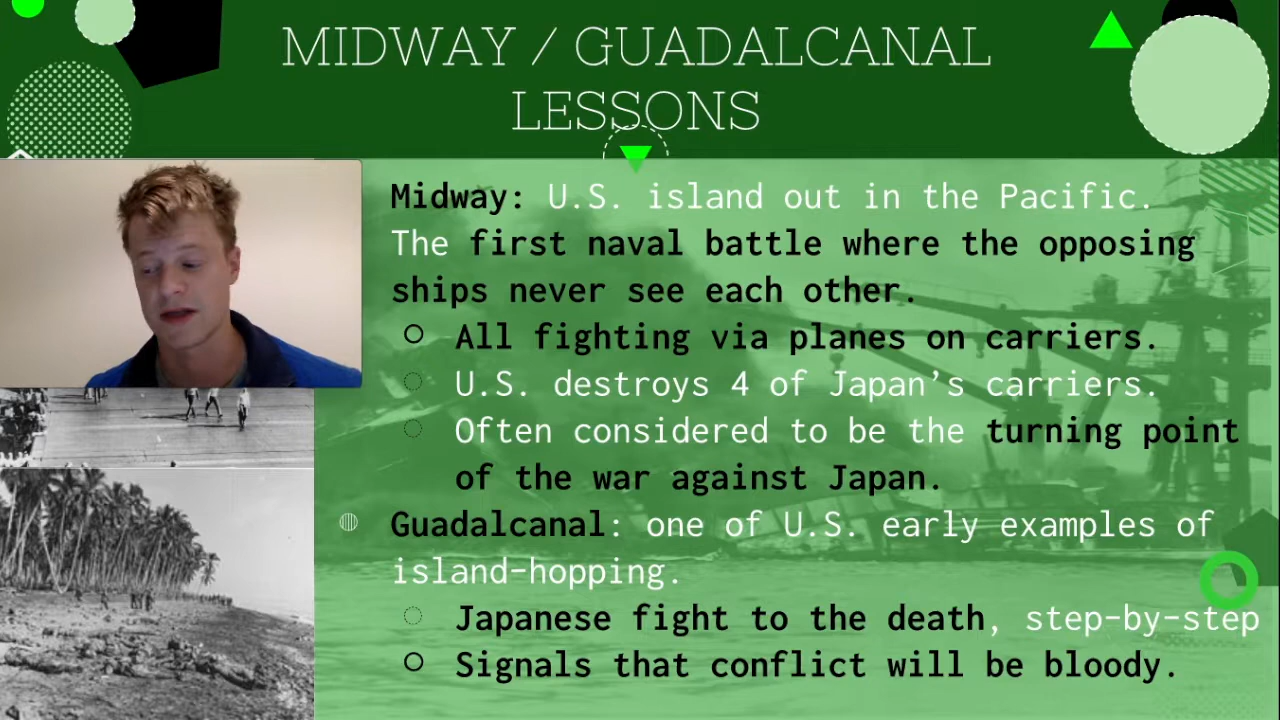 MIDWAY / GUADALCANAL
LESSONS
Midway: U.S. island out in the Pacific.
The first naval battle where the opposing
ships never see each other.
All fighting via planes on carriers.
U.S. destroys 4 of Japan’s carriers.
Often considered to be the turning point
of the war against Japan.
Guadalcanal: one of U.S. early examples of
island-hopping.
Japanese fight to the death, step-by-step
Signals that conflict will be bloody.